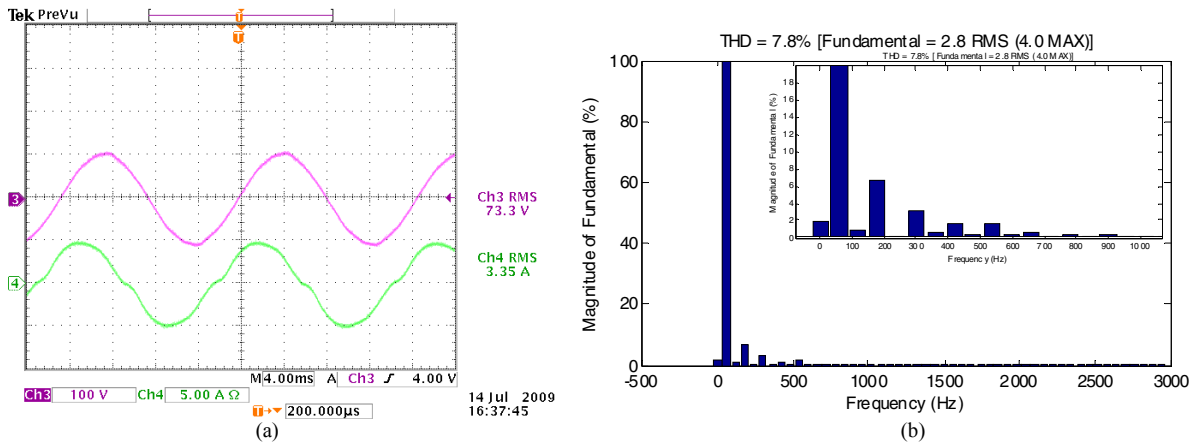 Tek PreVu
T
T
3
Ch3 RMS
73.3 V
Ch4 RMS
3.35 A
4
M 4.00ms A Ch3 ∫ 4.00 V
Ch3 100 V Ch4 5.00 A Ω
T→▼ 200.000µs
14 Jul 2009
16:37:45
(a)
THD = 7.8% [Fundamental = 2.8 RMS (4.0 MAX)]
THD = 7.8% [Fundamental = 2.8 RMS (4.0 MAX)]
Magnitude of Fundamental (%)
100
80
60
40
20
0
-500 0 500 1000 1500 2000 2500 3000
Frequency (Hz)
Magnitude of Fundamental (%)
18
16
14
12
10
8
6
4
2
0
0 100 200 300 400 500 600 700 800 900 1000
Frequency (Hz)
(b)